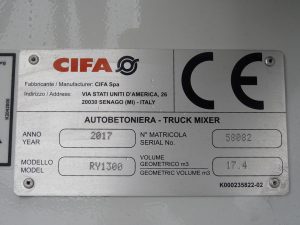 CIFA
CE
Fabbricante / Manufacturer: CIFA Spa
Indirizzo / Address: VIA STATI UNITI D'AMERICA, 26
20030 SENAGO (MI) - ITALY
AUTOBETONIERA - TRUCK MIXER
ANNO YEAR 2017 N° MATRICOLA SERIAL No. 58082
MODELLO MODEL RY1300 VOLUME GEOMETRICO m3 GEOMETRIC VOLUME m3 17.4
K000235822-02